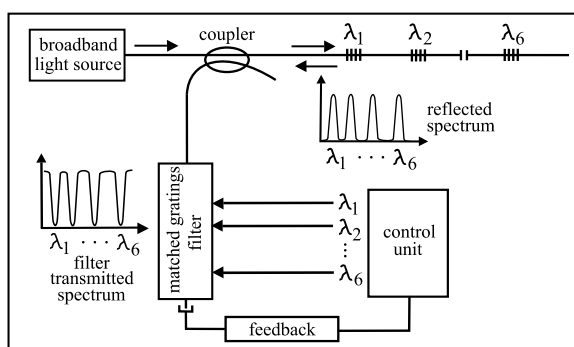 broadband
light source
coupler
λ1
λ2
λ6
reflected
spectrum
λ1 · · · · λ6
matched gratings
filter
λ1 · · · λ6
filter
transmitted
spectrum
λ1
λ2
λ6
control
unit
feedback